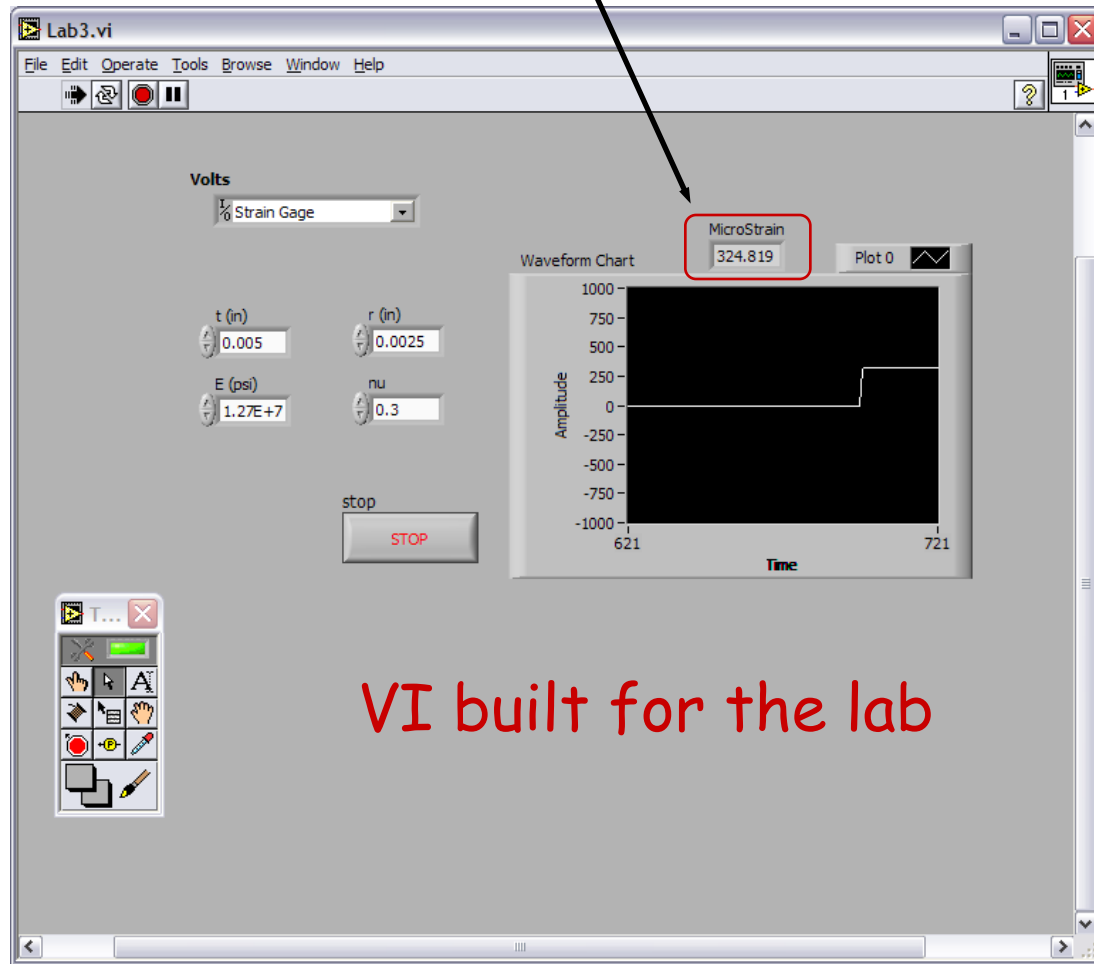 Lab3.vi
File Edit Operate Tools Browse Window Help
1
Volts
I/O Strain Gage
MicroStrain
324.819
Waveform Chart
Plot 0
t (in)
0.005
r (in)
0.0025
E (psi)
1.27E+7
nu
0.3
stop
STOP
1000
750
500
250
0
-250
-500
-750
-1000
Amplitude
621
721
Time
T...
A
P
VI built for the lab